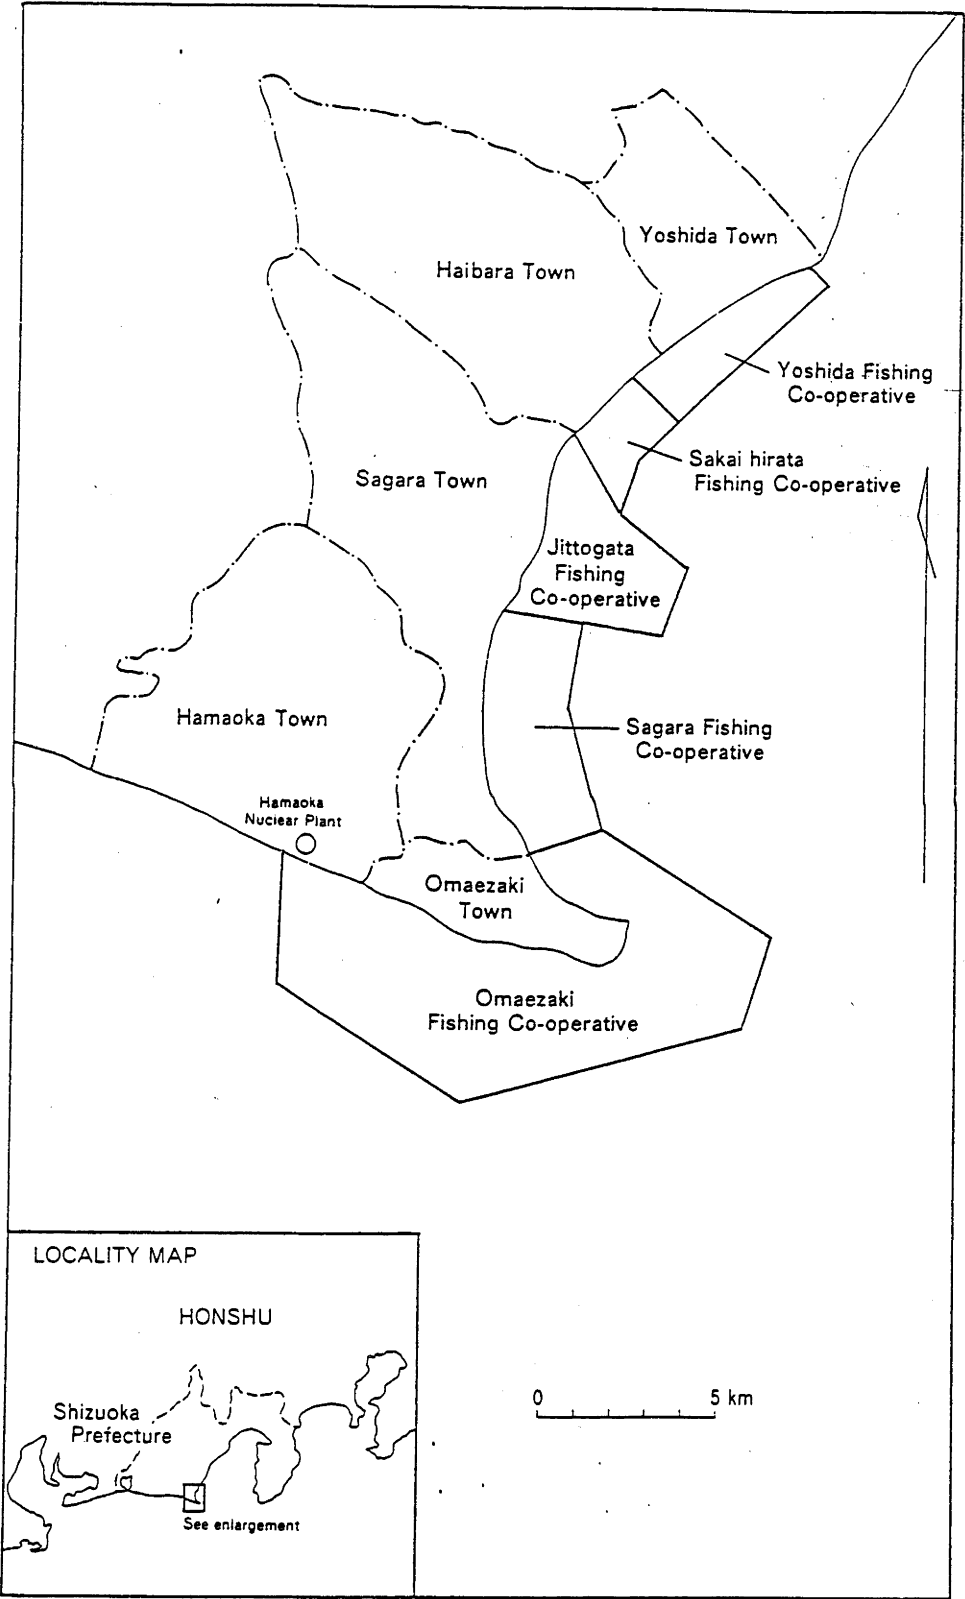 Yoshida Town
Haibara Town
Yoshida Fishing
Co-operative
Sakai hirata
Fishing Co-operative
Sagara Town
Jittogata
Fishing
Co-operative
Hamaoka Town
Sagara Fishing
Co-operative
Hamaoka
Nuclear Plant
Omaezaki
Town
Omaezaki
Fishing Co-operative
LOCALITY MAP
HONSHU
Shizuoka
Prefecture
See enlargement
0 5 km